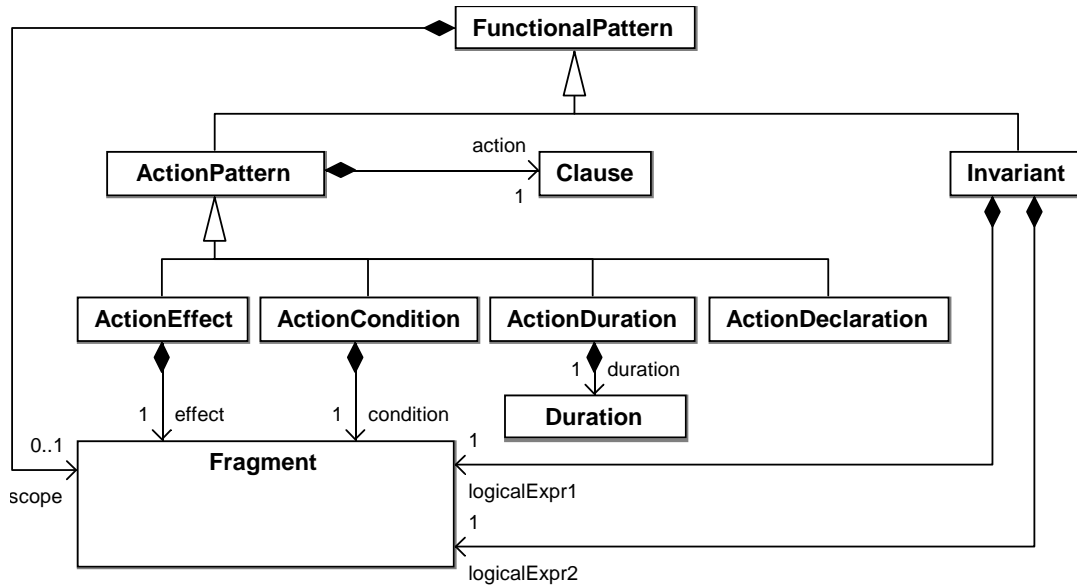 FunctionalPattern
action
ActionPattern
Clause
Invariant
1
ActionEffect
ActionCondition
ActionDuration
ActionDeclaration
1 duration
Duration
1 effect
1 condition
0..1
Fragment
1
scope
logicalExpr1
1
logicalExpr2